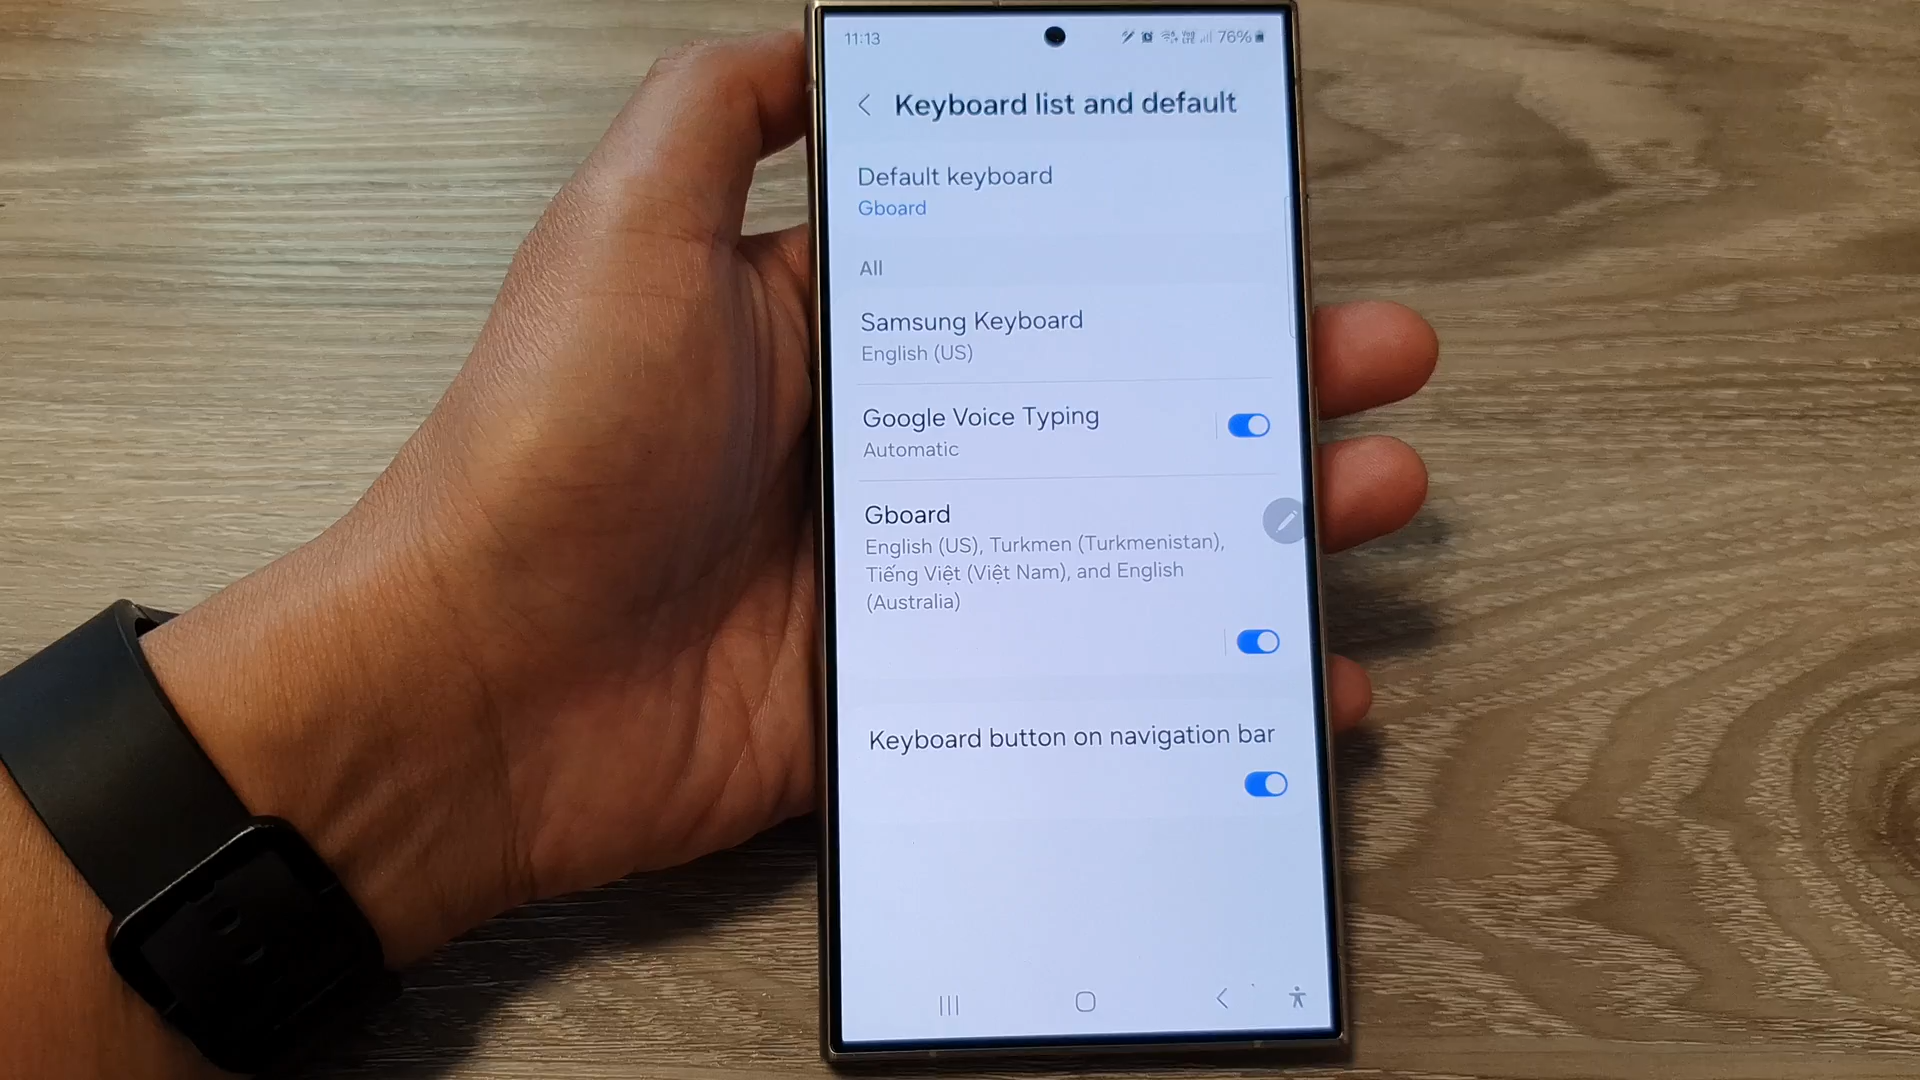 11:13
76%
Keyboard list and default
Default keyboard
Gboard
All
Samsung Keyboard
English (US)
Google Voice Typing
Automatic
Gboard
English (US), Turkmen (Turkmenistan),
Tiếng Việt (Việt Nam), and English
(Australia)
Keyboard button on navigation bar